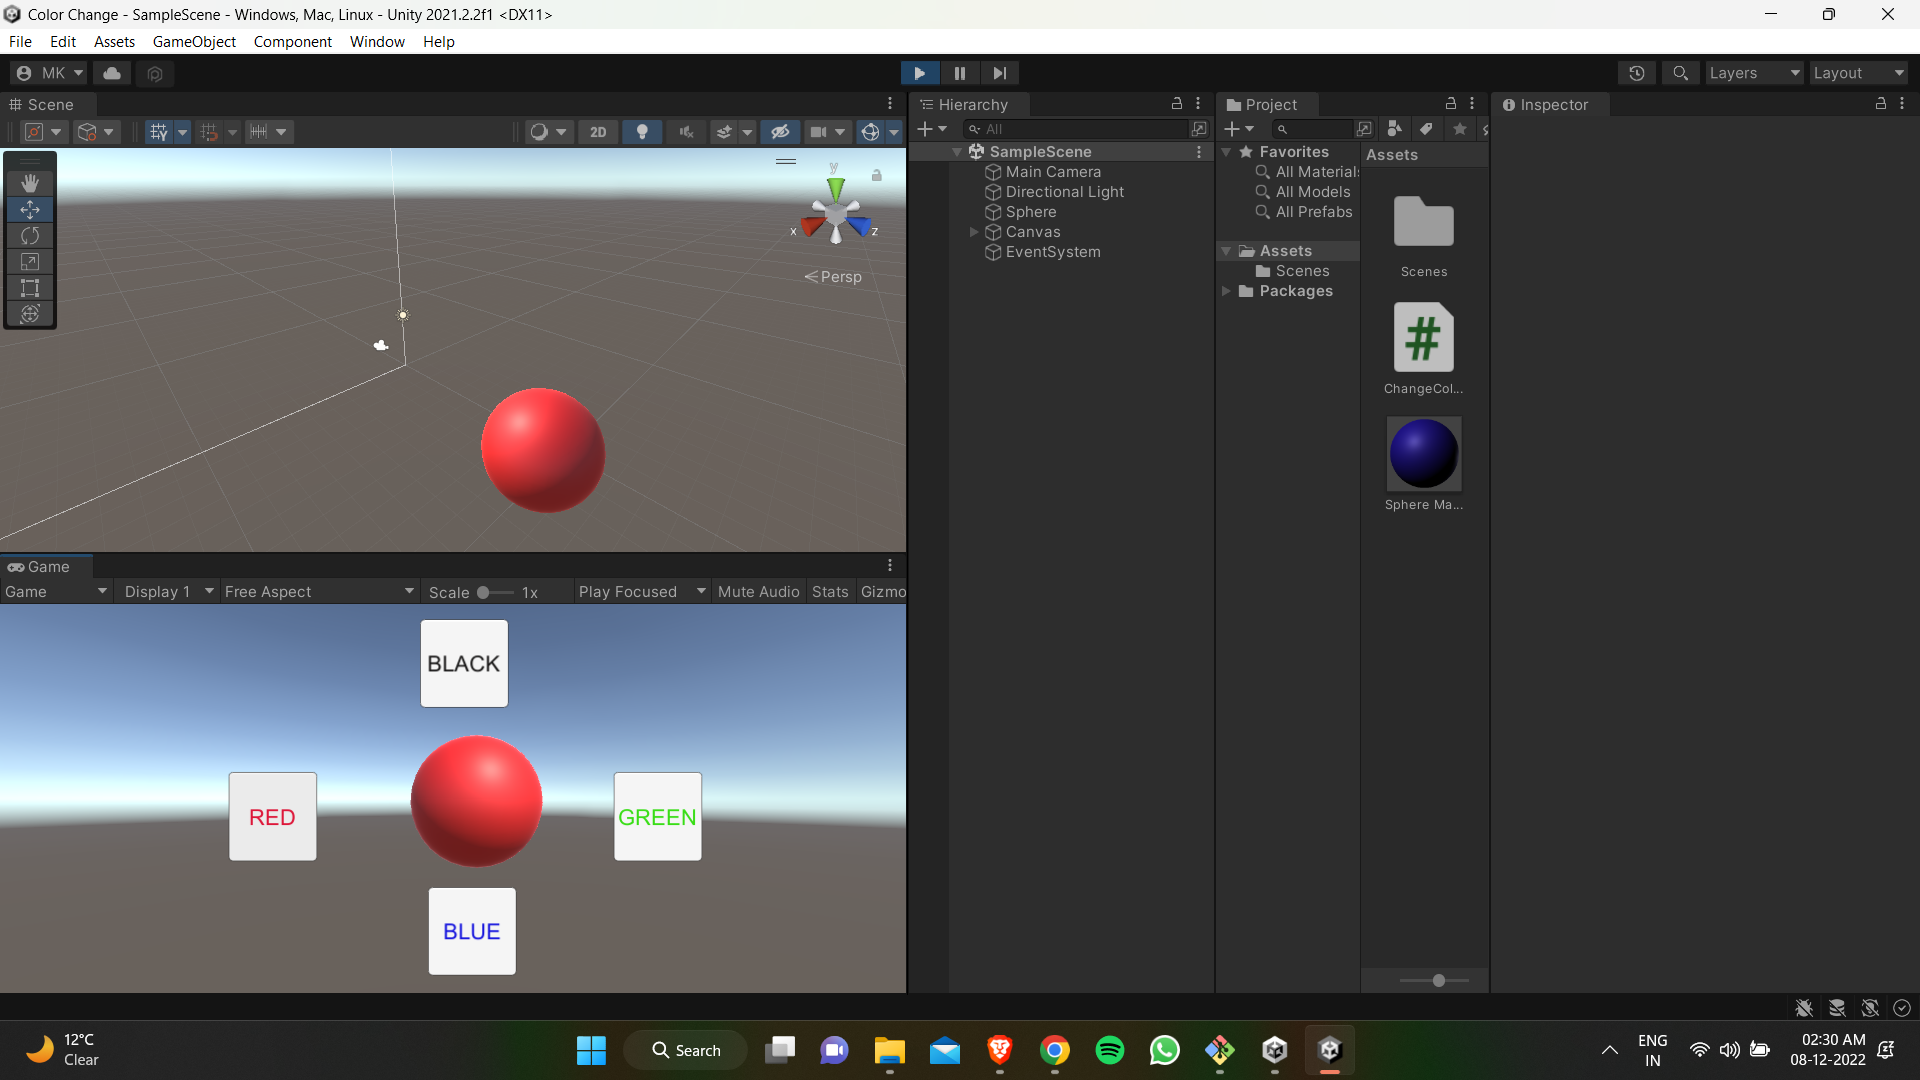 Color Change - SampleScene - Windows, Mac, Linux - Unity 2021.2.2f1 <DX11>
File Edit Assets GameObject Component Window Help
MK
Layers
Layout
Scene
2D
y
x
z
Persp
Game
Game
Display 1
Free Aspect
Scale
1x
Play Focused
Mute Audio
Stats
Gizmo
BLACK
RED
GREEN
BLUE
Hierarchy
All
SampleScene
Main Camera
Directional Light
Sphere
Canvas
EventSystem
Project
Favorites
All Materials
All Models
All Prefabs
Assets
Scenes
Packages
Assets
Scenes
#
ChangeCol...
Sphere Ma...
Inspector
12°C
Clear
Search
ENG
IN
02:30 AM
08-12-2022